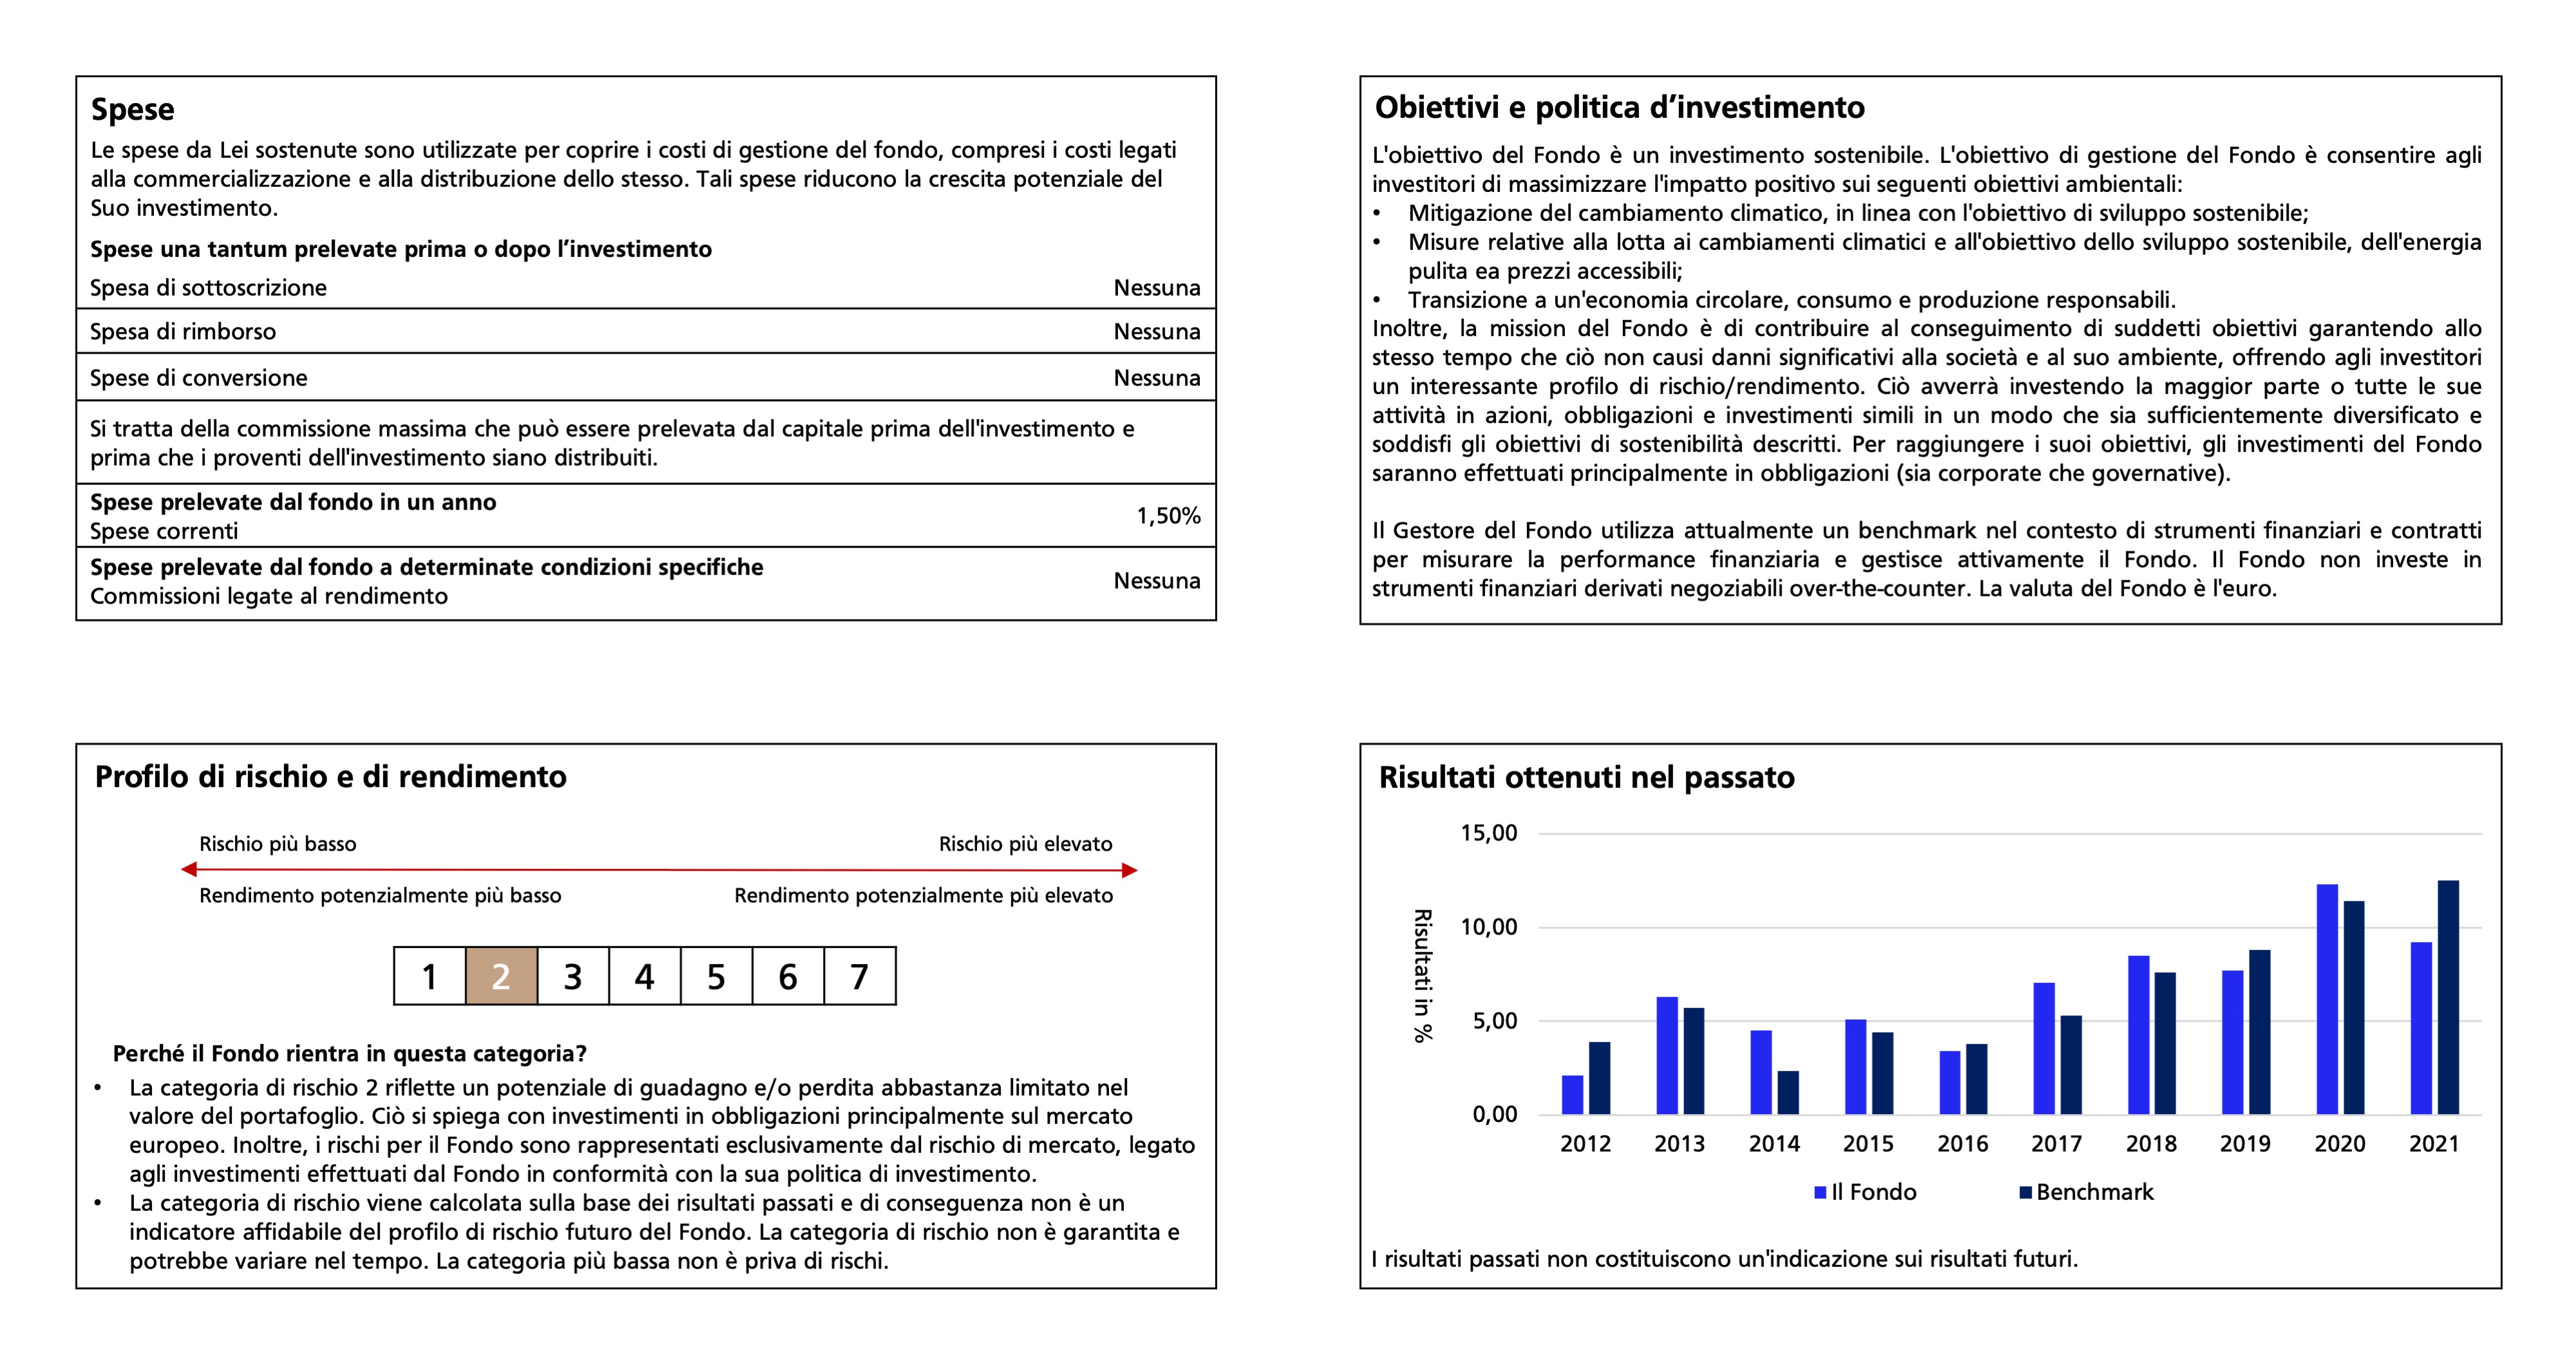 Spese
Le spese da Lei sostenute sono utilizzate per coprire i costi di gestione del fondo, compresi i costi legati
alla commercializzazione e alla distribuzione dello stesso. Tali spese riducono la crescita potenziale del
Suo investimento.
Spese una tantum prelevate prima o dopo l’investimento
Spesa di sottoscrizione Nessuna
Spesa di rimborso Nessuna
Spese di conversione Nessuna
Si tratta della commissione massima che può essere prelevata dal capitale prima dell'investimento e
prima che i proventi dell'investimento siano distribuiti.
Spese prelevate dal fondo in un anno
Spese correnti 1,50%
Spese prelevate dal fondo a determinate condizioni specifiche
Commissioni legate al rendimento Nessuna
Obiettivi e politica d’investimento
L'obiettivo del Fondo è un investimento sostenibile. L'obiettivo di gestione del Fondo è consentire agli
investitori di massimizzare l'impatto positivo sui seguenti obiettivi ambientali:
• Mitigazione del cambiamento climatico, in linea con l'obiettivo di sviluppo sostenibile;
• Misure relative alla lotta ai cambiamenti climatici e all'obiettivo dello sviluppo sostenibile, dell'energia
pulita ea prezzi accessibili;
• Transizione a un'economia circolare, consumo e produzione responsabili.
Inoltre, la mission del Fondo è di contribuire al conseguimento di suddetti obiettivi garantendo allo
stesso tempo che ciò non causi danni significativi alla società e al suo ambiente, offrendo agli investitori
un interessante profilo di rischio/rendimento. Ciò avverrà investendo la maggior parte o tutte le sue
attività in azioni, obbligazioni e investimenti simili in un modo che sia sufficientemente diversificato e
soddisfi gli obiettivi di sostenibilità descritti. Per raggiungere i suoi obiettivi, gli investimenti del Fondo
saranno effettuati principalmente in obbligazioni (sia corporate che governative).
Il Gestore del Fondo utilizza attualmente un benchmark nel contesto di strumenti finanziari e contratti
per misurare la performance finanziaria e gestisce attivamente il Fondo. Il Fondo non investe in
strumenti finanziari derivati negoziabili over-the-counter. La valuta del Fondo è l'euro.
Profilo di rischio e di rendimento
Rischio più basso Rischio più elevato
Rendimento potenzialmente più basso Rendimento potenzialmente più elevato
1 2 3 4 5 6 7
Perché il Fondo rientra in questa categoria?
• La categoria di rischio 2 riflette un potenziale di guadagno e/o perdita abbastanza limitato nel
valore del portafoglio. Ciò si spiega con investimenti in obbligazioni principalmente sul mercato
europeo. Inoltre, i rischi per il Fondo sono rappresentati esclusivamente dal rischio di mercato, legato
agli investimenti effettuati dal Fondo in conformità con la sua politica di investimento.
• La categoria di rischio viene calcolata sulla base dei risultati passati e di conseguenza non è un
indicatore affidabile del profilo di rischio futuro del Fondo. La categoria di rischio non è garantita e
potrebbe variare nel tempo. La categoria più bassa non è priva di rischi.
Risultati ottenuti nel passato
Risultati in %
15,00
10,00
5,00
0,00
2012 2013 2014 2015 2016 2017 2018 2019 2020 2021
Il Fondo Benchmark
I risultati passati non costituiscono un'indicazione sui risultati futuri.